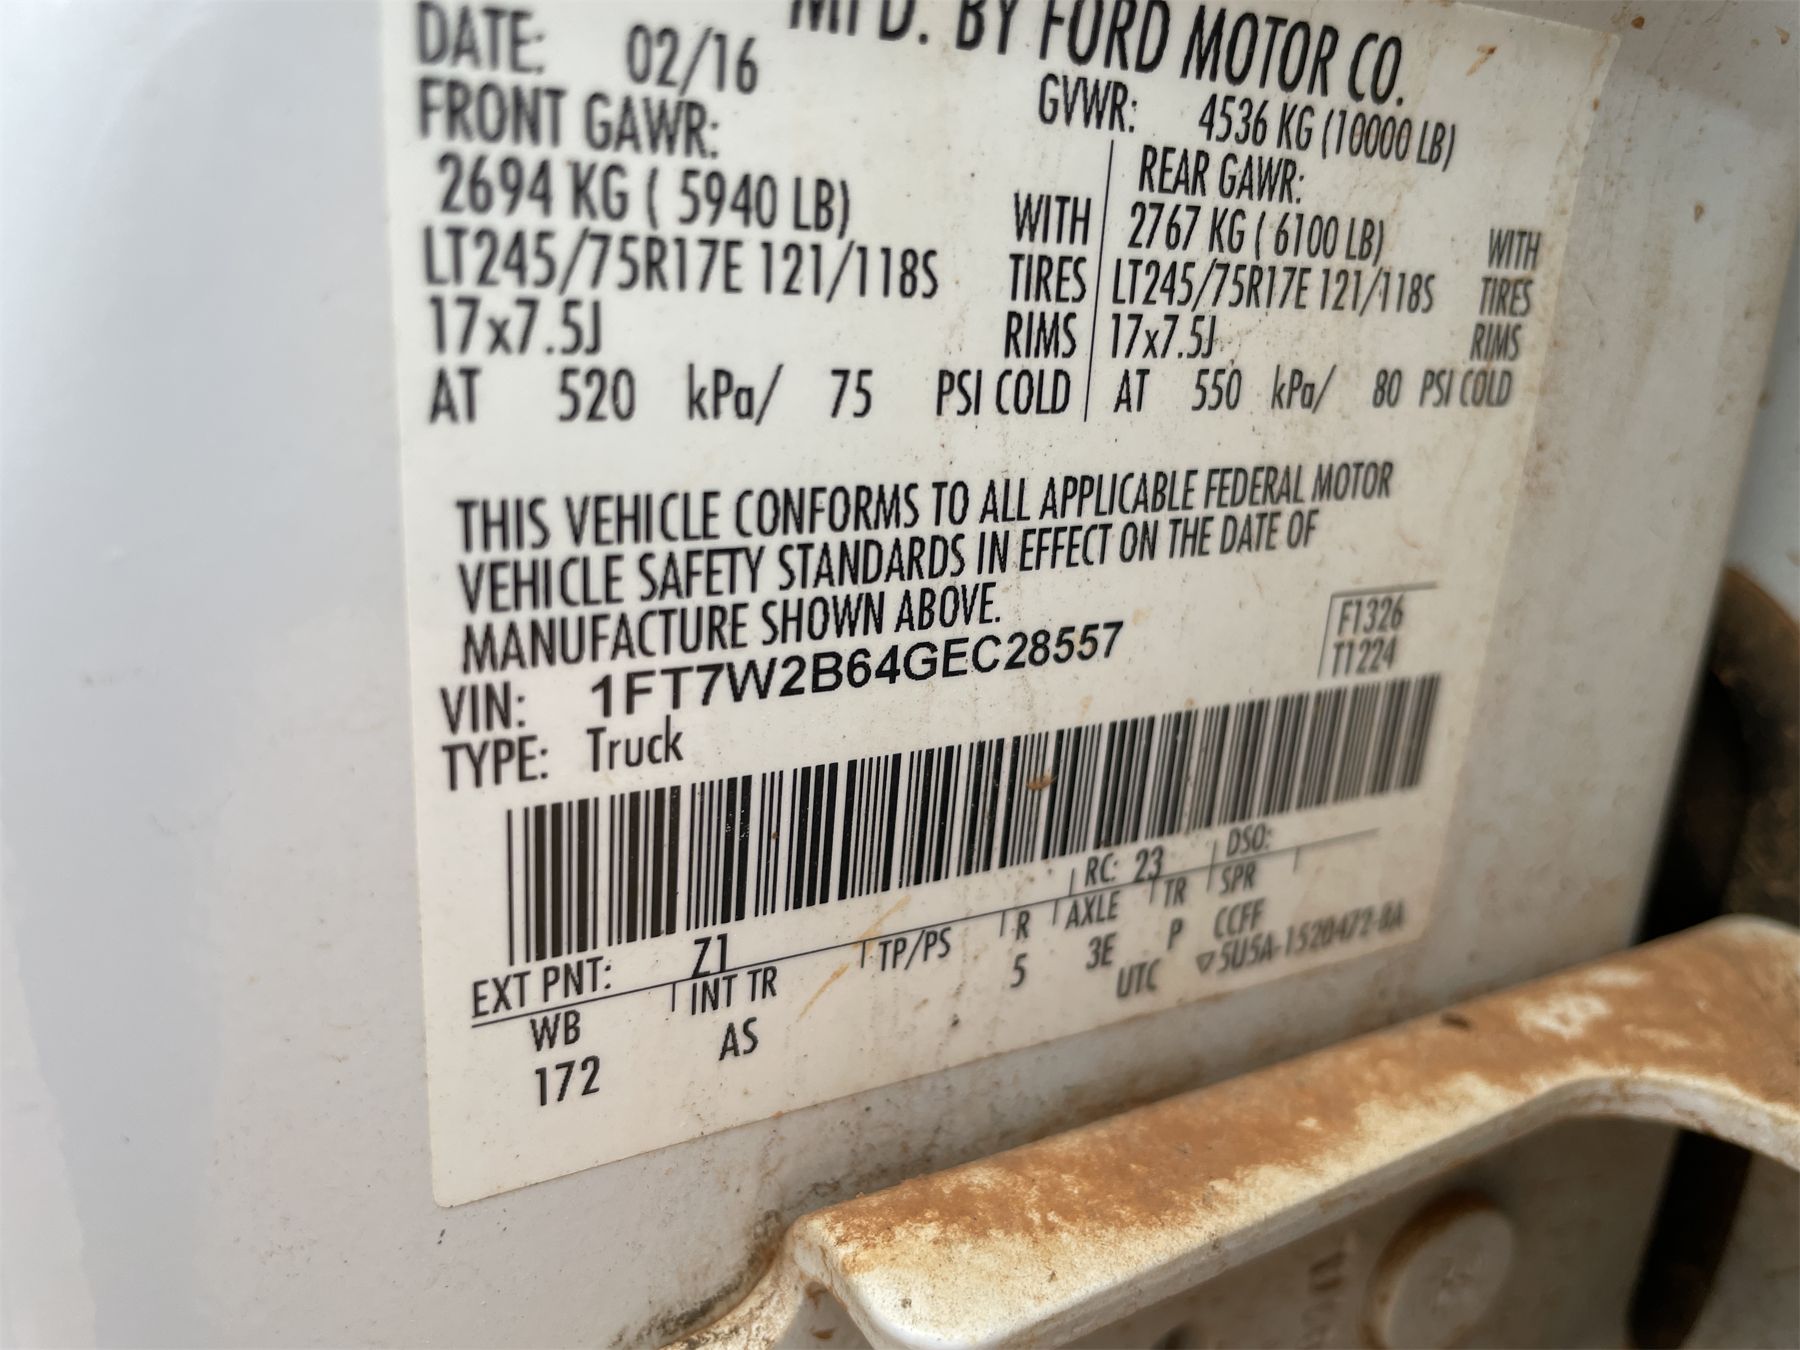 MFD. BY FORD MOTOR CO.
DATE: 02/16 GVWR: 4536 KG (10000 LB)
FRONT GAWR: REAR GAWR:
2694 KG ( 5940 LB) WITH 2767 KG ( 6100 LB) WITH
LT245/75R17E 121/118S TIRES LT245/75R17E 121/118S TIRES
17x7.5J RIMS 17x7.5J RIMS
AT 520 kPa/ 75 PSI COLD AT 550 kPa/ 80 PSI COLD
THIS VEHICLE CONFORMS TO ALL APPLICABLE FEDERAL MOTOR
VEHICLE SAFETY STANDARDS IN EFFECT ON THE DATE OF
MANUFACTURE SHOWN ABOVE.
VIN: 1FT7W2B64GEC28557 F1326
TYPE: Truck T1224
EXT PNT: Z1 RC: 23 DSO:
WB INT TR TP/PS R AXLE TR SPR
172 AS 5 3E P CCFF
UTC ▽5U5A-1520472-BA